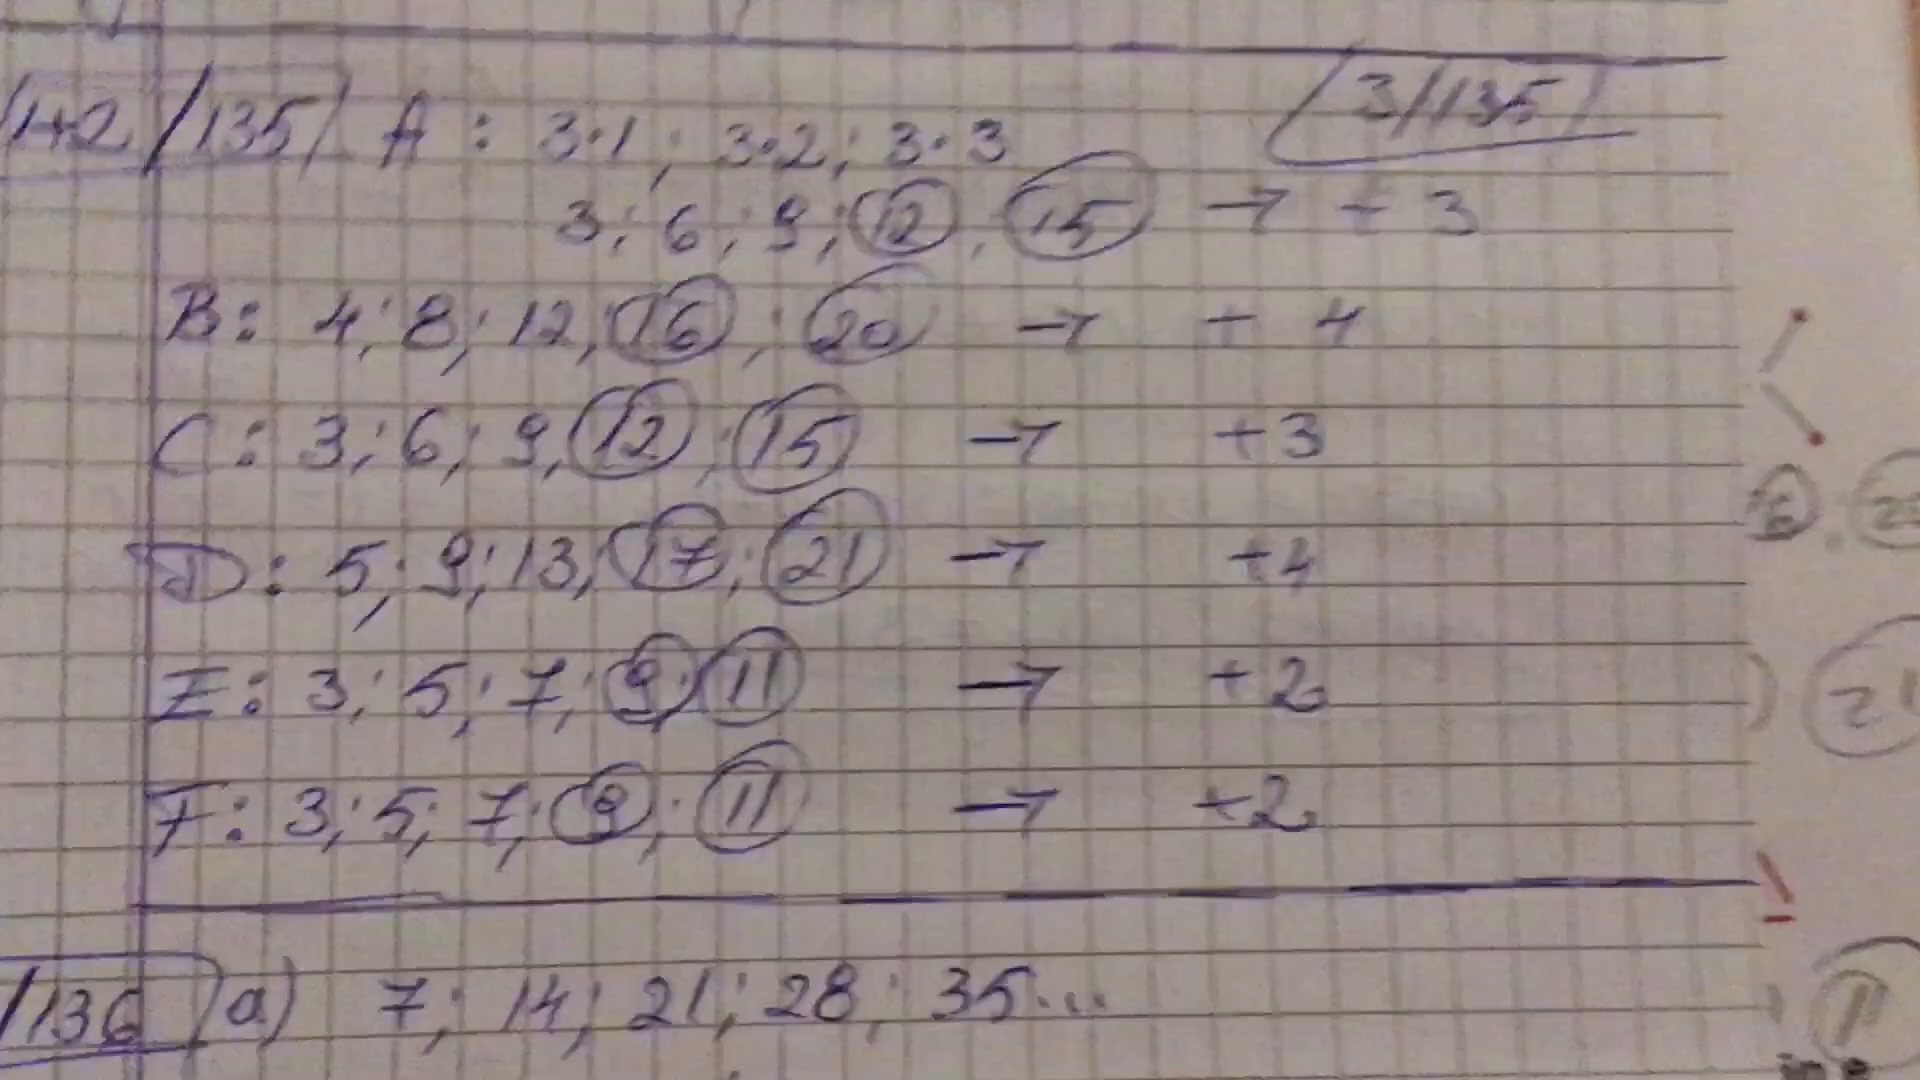 1+2/135 A: 3·1; 3·2; 3·3 3/135
3; 6; 9; 12; 15 → +3
B: 4; 8; 12; 16; 20 → +4
C: 3; 6; 9; 12; 15 → +3
D: 5; 9; 13; 17; 21 → +4
E: 3; 5; 7; 9; 11 → +2
F: 3; 5; 7; 9; 11 → +2
/136 a) 7; 14; 21; 28; 35...
21
11